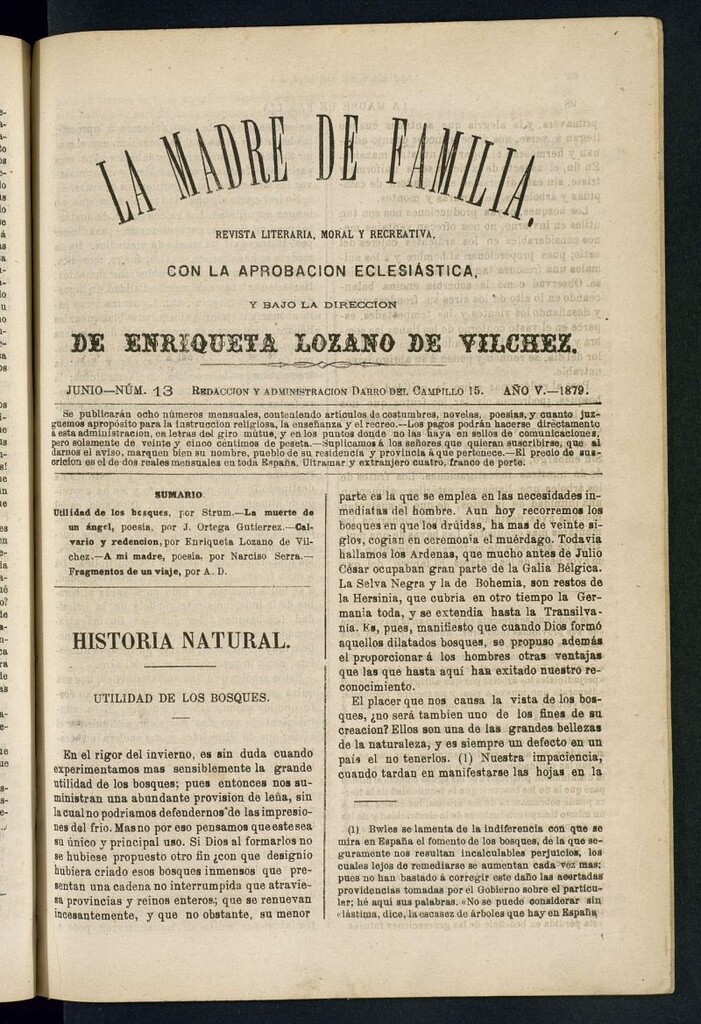 LA MADRE DE FAMILIA,
REVISTA LITERARIA, MORAL Y RECREATIVA,
CON LA APROBACION ECLESIÁSTICA,
Y BAJO LA DIRECCION
DE ENRIQUETA LOZANO DE VILCHEZ.
JUNIO—NÚM. 13 REDACCION Y ADMINISTRACION DARRO DEL CAMPILLO 15. AÑO V.—1879.
Se publicarán ocho números mensuales, conteniendo artículos de costumbres, novelas, poesías, y cuanto juz-
guemos apropósito para la instruccion religiosa, la enseñanza y el recreo.—Los pagos podrán hacerse directamente
á esta administracion, en letras del giro mútuo, y en los puntos donde no las haya en sellos de comunicaciones,
pero solamente de veinte y cinco céntimos de peseta.—Suplicamos á los señores que quieran suscribirse, que al
darnos el aviso, marquen bien su nombre, pueblo de su residencia y provincia á que pertenece.—El precio de sus-
cricion es el de dos reales mensuales en toda España, Ultramar y extranjero cuatro, franco de porte.
SUMARIO
Utilidad de los bosques, por Strum.—La muerte de
un ángel, poesia, por J. Ortega Gutierrez.—Cal-
vario y redencion, por Enriqueta Lozano de Vil-
chez.—A mi madre, poesia, por Narciso Serra.—
Fragmentos de un viaje, por A. D.
HISTORIA NATURAL.
UTILIDAD DE LOS BOSQUES.
En el rigor del invierno, es sin duda cuando
experimentamos mas sensiblemente la grande
utilidad de los bosques; pues entonces nos su-
ministran una abundante provision de leña, sin
la cual no podriamos defendernos de las impresio-
nes del frio. Mas no por eso pensamos que este sea
su único y principal uso. Si Dios al formarlos no
se hubiese propuesto otro fin ¿con que designio
hubiera criado esos bosques inmensos que pre-
sentan una cadena no interrumpida que atravie-
sa provincias y reinos enteros; que se renuevan
incesantemente, y que no obstante, su menor
parte es la que se emplea en las necesidades in-
mediatas del hombre. Aun hoy recorremos los
bosques en que los drúidas, ha mas de veinte si-
glos, cogian en ceremonia el muérdago. Todavia
hallamos los Ardenas, que mucho antes de Julio
César ocupaban gran parte de la Galia Bélgica.
La Selva Negra y la de Bohemia, son restos de
la Hersinia, que cubria en otro tiempo la Ger-
mania toda, y se extendia hasta la Transilva-
nia. Es, pues, manifiesto que cuando Dios formó
aquellos dilatados bosques, se propuso además
el proporcionar á los hombres otras ventajas
que las que hasta aquí han exitado nuestro re-
conocimiento.
El placer que nos causa la vista de los bos-
ques, ¿no será tambien uno de los fines de su
creacion? Ellos son una de las grandes bellezas
de la naturaleza, y es siempre un defecto en un
país el no tenerlos. (1) Nuestra impaciencia,
cuando tardan en manifestarse las hojas en la
(1) Bwles se lamenta de la indiferencia con que se
mira en España el fomento de los bosques, de la que se-
guramente nos resultan incalculables perjuicios, los
cuales lejos de remediarse se aumentan cada vez mas;
pues no han bastado á corregir este daño las acertadas
providencias tomadas por el Gobierno sobre el particu-
lar; hé aquí sus palabras. «No se puede considerar sin
«lástima, dice, la escasez de árboles que hay en España